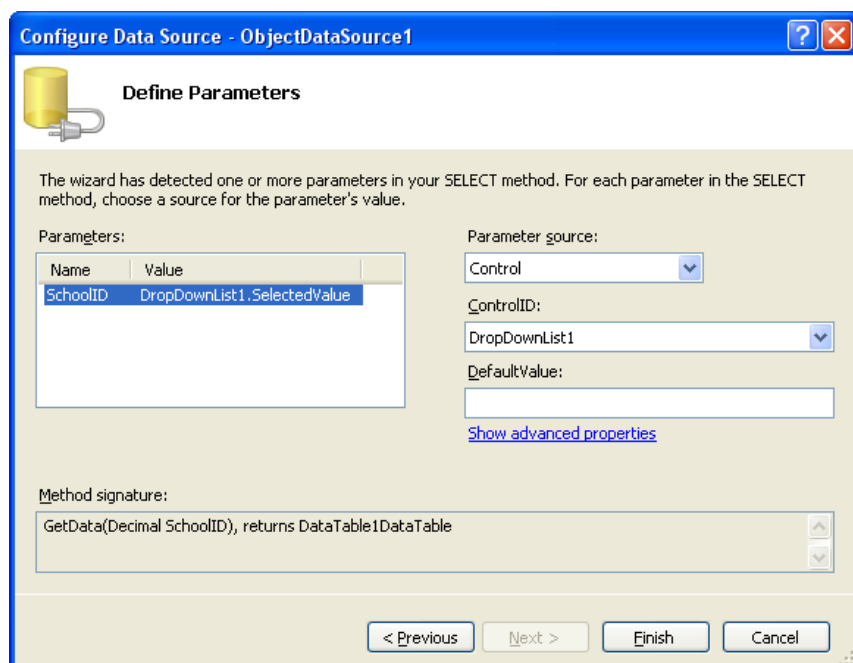 Configure Data Source - ObjectDataSource1
Define Parameters
The wizard has detected one or more parameters in your SELECT method. For each parameter in the SELECT
method, choose a source for the parameter's value.
Parameters:
Name Value
SchoolID DropDownList1.SelectedValue
Parameter source:
Control
ControlID:
DropDownList1
DefaultValue:
Show advanced properties
Method signature:
GetData(Decimal SchoolID), returns DataTable1DataTable
< Previous Next > Finish Cancel